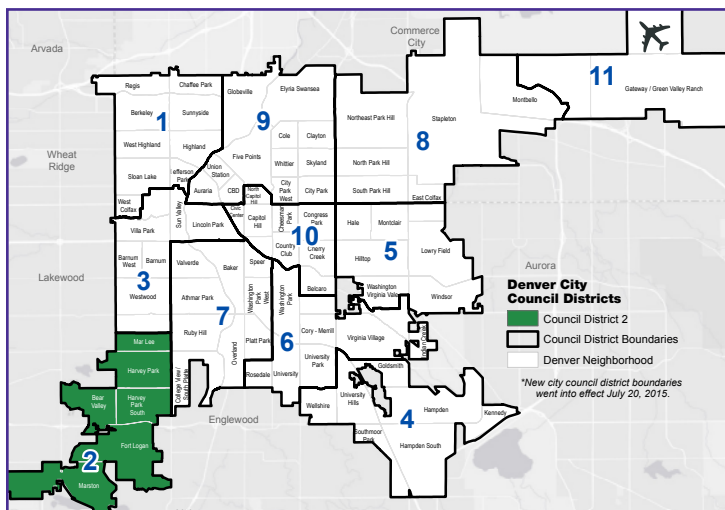 Commerce
City
Arvada
Wheat
Ridge
Lakewood
Englewood
Aurora
1
Regis
Chaffee Park
Berkeley
Sunnyside
West Highland
Highland
Sloan Lake
Jefferson
Park
West
Colfax
9
Globeville
Elyria Swansea
Cole
Clayton
Five Points
Whittier
Skyland
Union
Station
Auraria
CBD
North
Capitol
Hill
City
Park
West
City Park
8
Northeast Park Hill
Stapleton
North Park Hill
South Park Hill
East Colfax
11
Montbello
Gateway / Green Valley Ranch
3
Villa Park
Sun Valley
Lincoln Park
Barnum
West
Barnum
Westwood
10
Civic
Center
Capitol
Hill
Cheesman
Park
Congress
Park
Country
Club
Cherry
Creek
Speer
Belcaro
5
Hale
Montclair
Hilltop
Lowry Field
Washington
Virginia Vale
Windsor
7
Valverde
Baker
Athmar Park
Washington
Park
West
Ruby Hill
Overland
Platt Park
Rosedale
College View /
South Platte
6
Washington
Park
Cory - Merrill
Virginia Village
University
Park
University
Indian Creek
4
Goldsmith
University
Hills
Hampden
Kennedy
Wellshire
Southmoor
Park
Hampden South
2
Mar Lee
Harvey Park
Bear
Valley
Harvey
Park
South
Fort Logan
Marston
Denver City
Council Districts
Council District 2
Council District Boundaries
Denver Neighborhood
*New city council district boundaries
went into effect July 20, 2015.